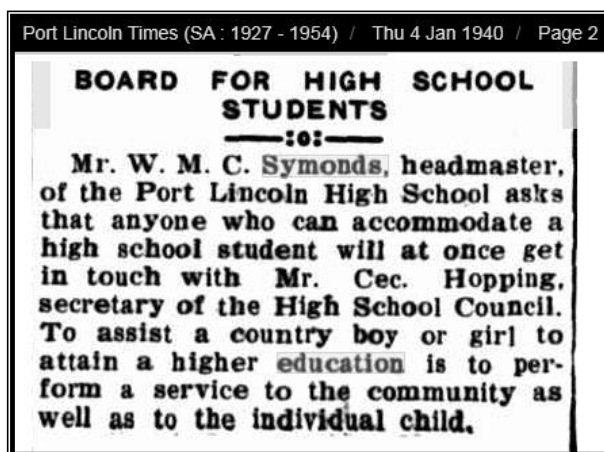 Port Lincoln Times (SA : 1927 - 1954) / Thu 4 Jan 1940 / Page 2
BOARD FOR HIGH SCHOOL
STUDENTS
——:o:——
Mr. W. M. C. Symonds, headmaster,
of the Port Lincoln High School asks
that anyone who can accommodate a
high school student will at once get
in touch with Mr. Cec. Hopping,
secretary of the High School Council.
To assist a country boy or girl to
attain a higher education is to per-
form a service to the community as
well as to the individual child.